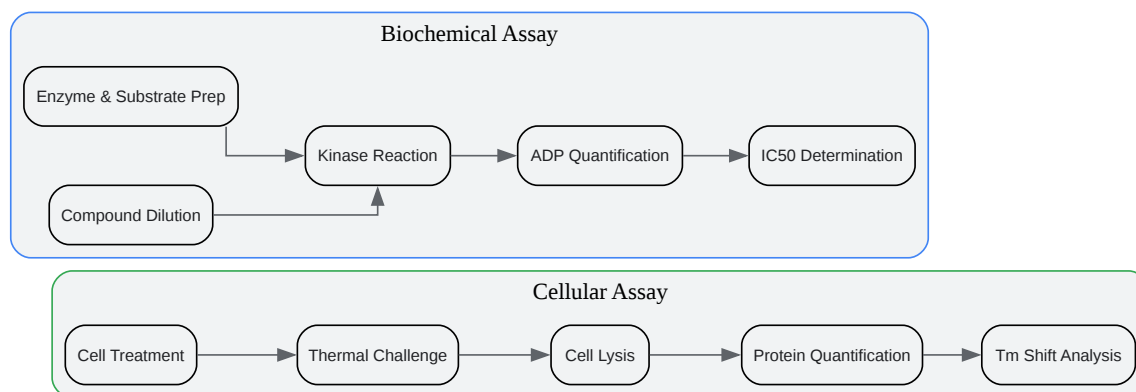 Biochemical Assay
Enzyme & Substrate Prep
Kinase Reaction
ADP Quantification
IC50 Determination
Compound Dilution
Cellular Assay
Cell Treatment
Thermal Challenge
Cell Lysis
Protein Quantification
Tm Shift Analysis